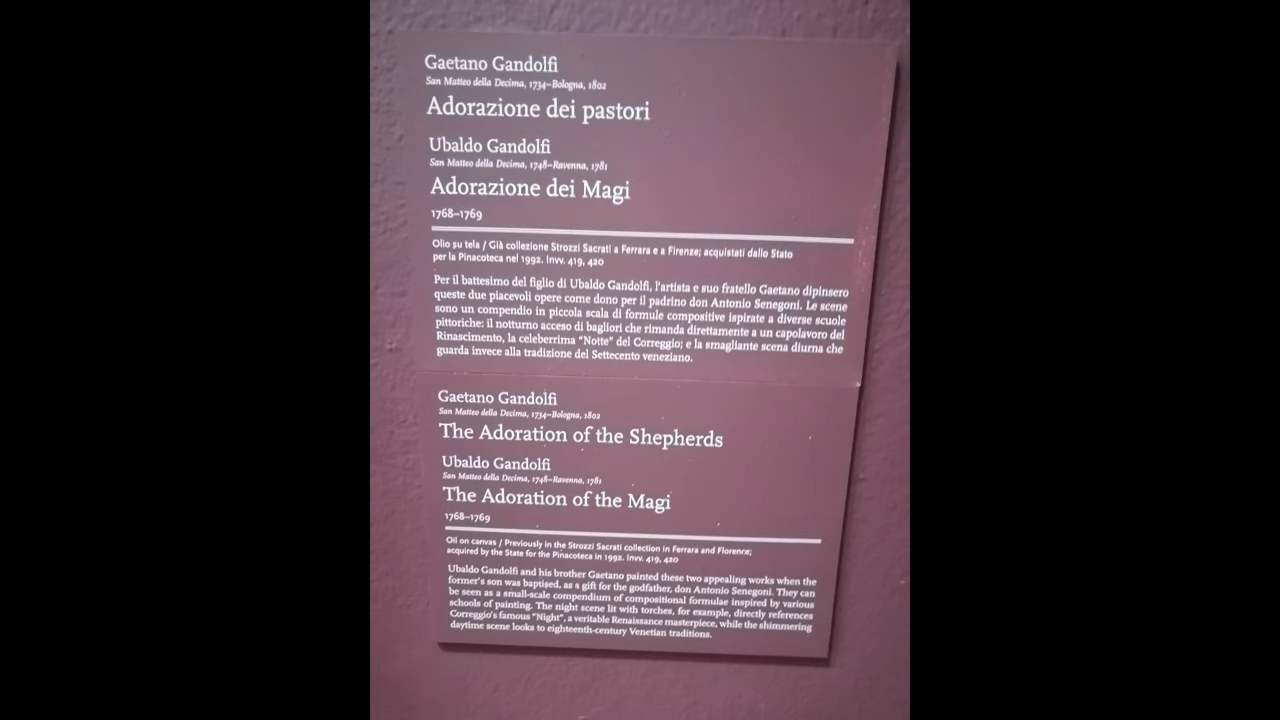 Gaetano Gandolfi
San Matteo della Decima, 1734–Bologna, 1802
Adorazione dei pastori
Ubaldo Gandolfi
San Matteo della Decima, 1748–Ravenna, 1781
Adorazione dei Magi
1768–1769
Olio su tela / Già collezione Strozzi Sacrati a Ferrara e a Firenze; acquistati dallo Stato
per la Pinacoteca nel 1992. Invv. 419, 420
Per il battesimo del figlio di Ubaldo Gandolfi, l'artista e suo fratello Gaetano dipinsero
queste due piacevoli opere come dono per il padrino don Antonio Senegoni. Le scene
sono un compendio in piccola scala di formule compositive ispirate a diverse scuole
pittoriche: il notturno acceso di bagliori che rimanda direttamente a un capolavoro del
Rinascimento, la celeberrima "Notte" del Correggio; e la smagliante scena diurna che
guarda invece alla tradizione del Settecento veneziano.
Gaetano Gandolfi
San Matteo della Decima, 1734–Bologna, 1802
The Adoration of the Shepherds
Ubaldo Gandolfi
San Matteo della Decima, 1748–Ravenna, 1781
The Adoration of the Magi
1768–1769
Oil on canvas / Previously in the Strozzi Sacrati collection in Ferrara and Florence;
acquired by the State for the Pinacoteca in 1992. Invv. 419, 420
Ubaldo Gandolfi and his brother Gaetano painted these two appealing works when the
former's son was baptised, as a gift for the godfather, don Antonio Senegoni. They can
be seen as a small-scale compendium of compositional formulae inspired by various
schools of painting. The night scene lit with torches, for example, directly references
Correggio's famous "Night", a veritable Renaissance masterpiece, while the shimmering
daytime scene looks to eighteenth-century Venetian traditions.